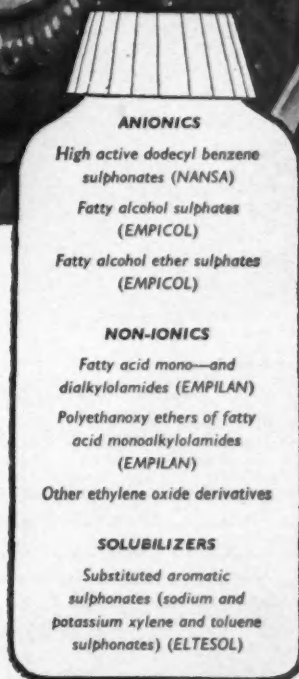 ANIONICS
High active dodecyl benzene
sulphonates (NANSA)
Fatty alcohol sulphates
(EMPICOL)
Fatty alcohol ether sulphates
(EMPICOL)
NON-IONICS
Fatty acid mono—and
dialkylolamides (EMPILAN)
Polyethanoxy ethers of fatty
acid monoalkylolamides
(EMPILAN)
Other ethylene oxide derivatives
SOLUBILIZERS
Substituted aromatic
sulphonates (sodium and
potassium xylene and toluene
sulphonates) (ELTESOL)